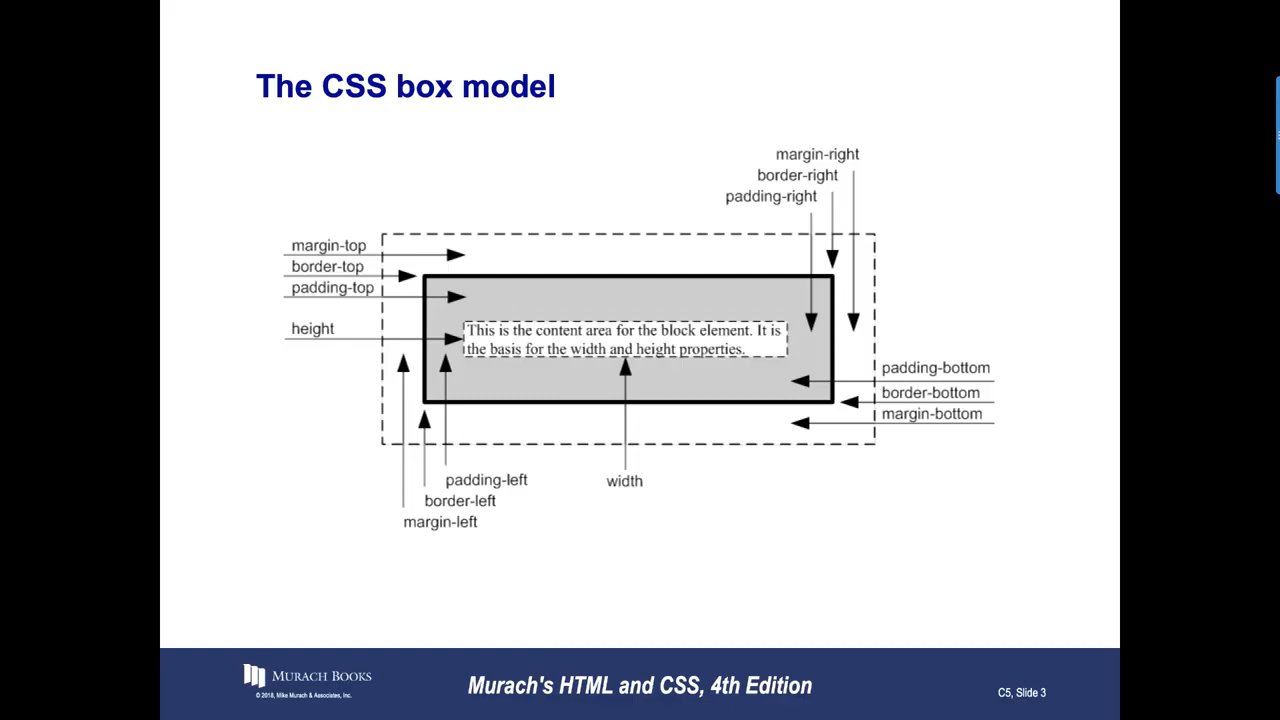 The CSS box model
margin-right
border-right
padding-right
margin-top
border-top
padding-top
height
This is the content area for the block element. It is
the basis for the width and height properties.
padding-bottom
border-bottom
margin-bottom
padding-left
border-left
margin-left
width
MURACH BOOKS
© 2018, Mike Murach & Associates, Inc.
Murach's HTML and CSS, 4th Edition
C5, Slide 3